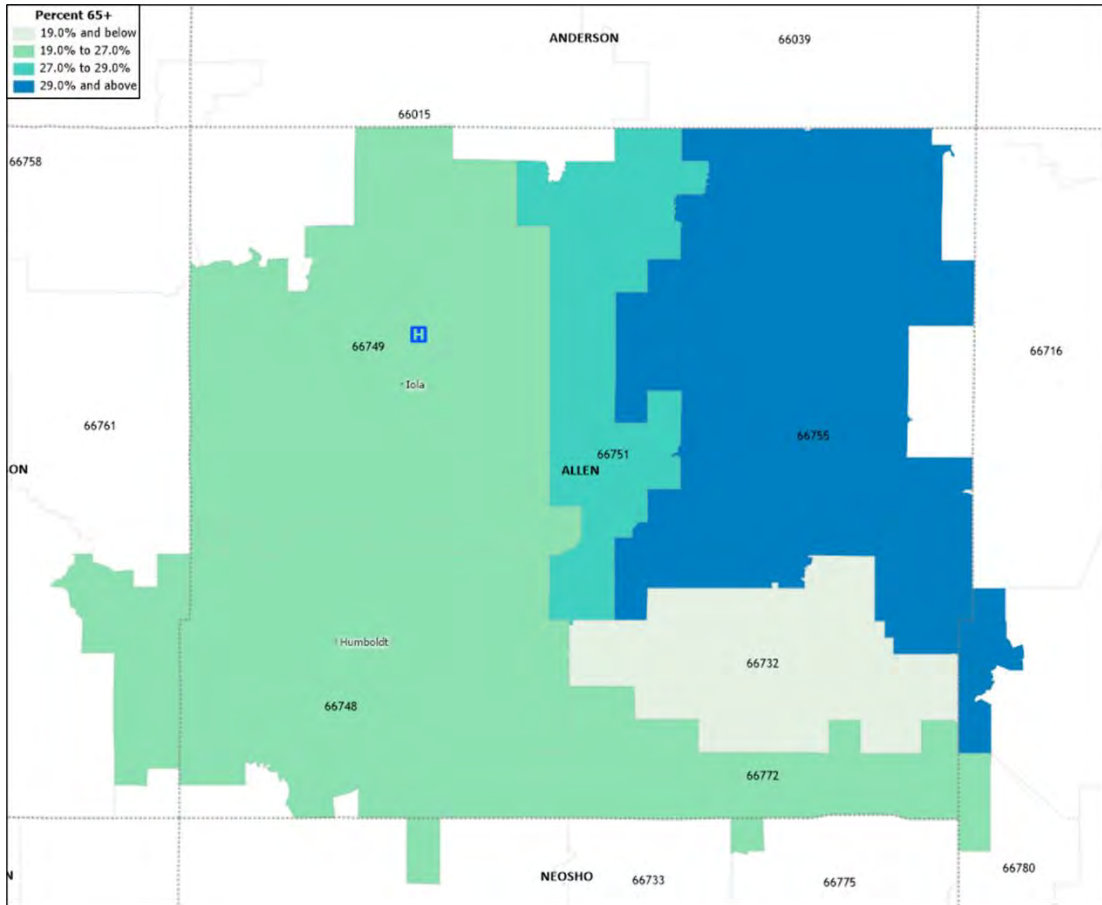 Percent 65+
19.0% and below
19.0% to 27.0%
27.0% to 29.0%
29.0% and above
ANDERSON
66039
66015
66758
H
66749
66716
Iola
66761
66755
66751
ON
ALLEN
Humboldt
66732
66748
66772
N
NEOSHO
66733
66775
66780